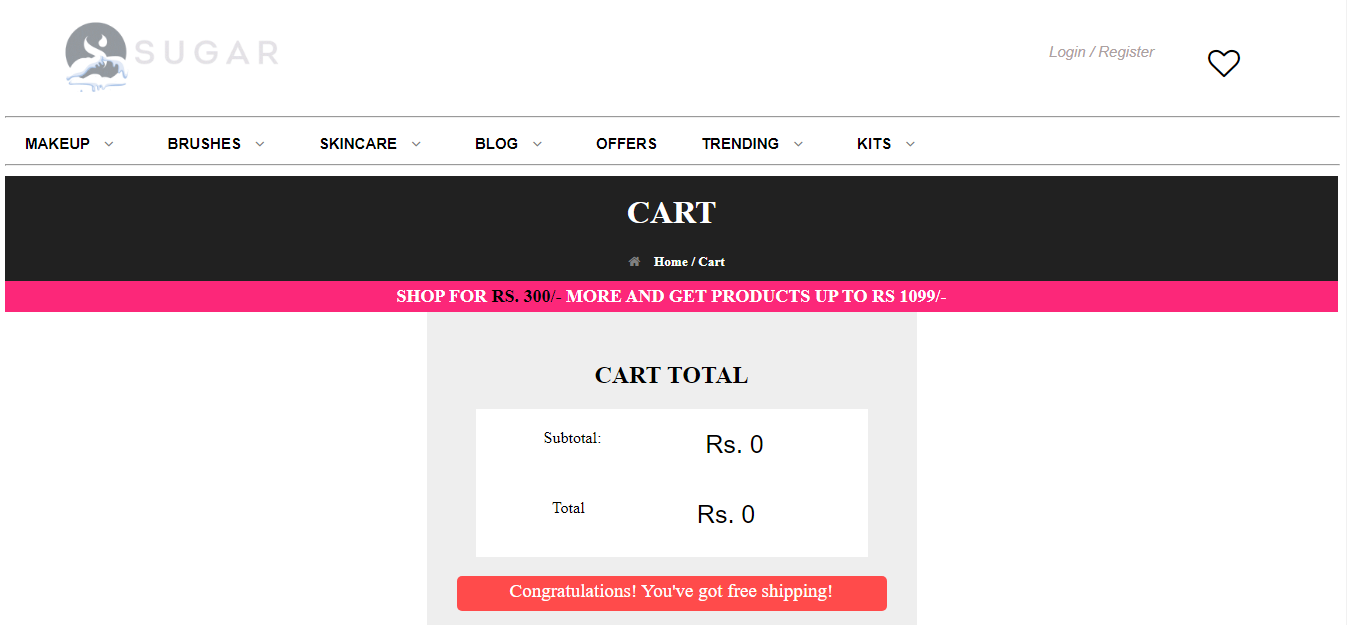 SUGAR
Login / Register
MAKEUP BRUSHES SKINCARE BLOG OFFERS TRENDING KITS
CART
Home / Cart
SHOP FOR RS. 300/- MORE AND GET PRODUCTS UP TO RS 1099/-
CART TOTAL
Subtotal: Rs. 0
Total Rs. 0
Congratulations! You've got free shipping!